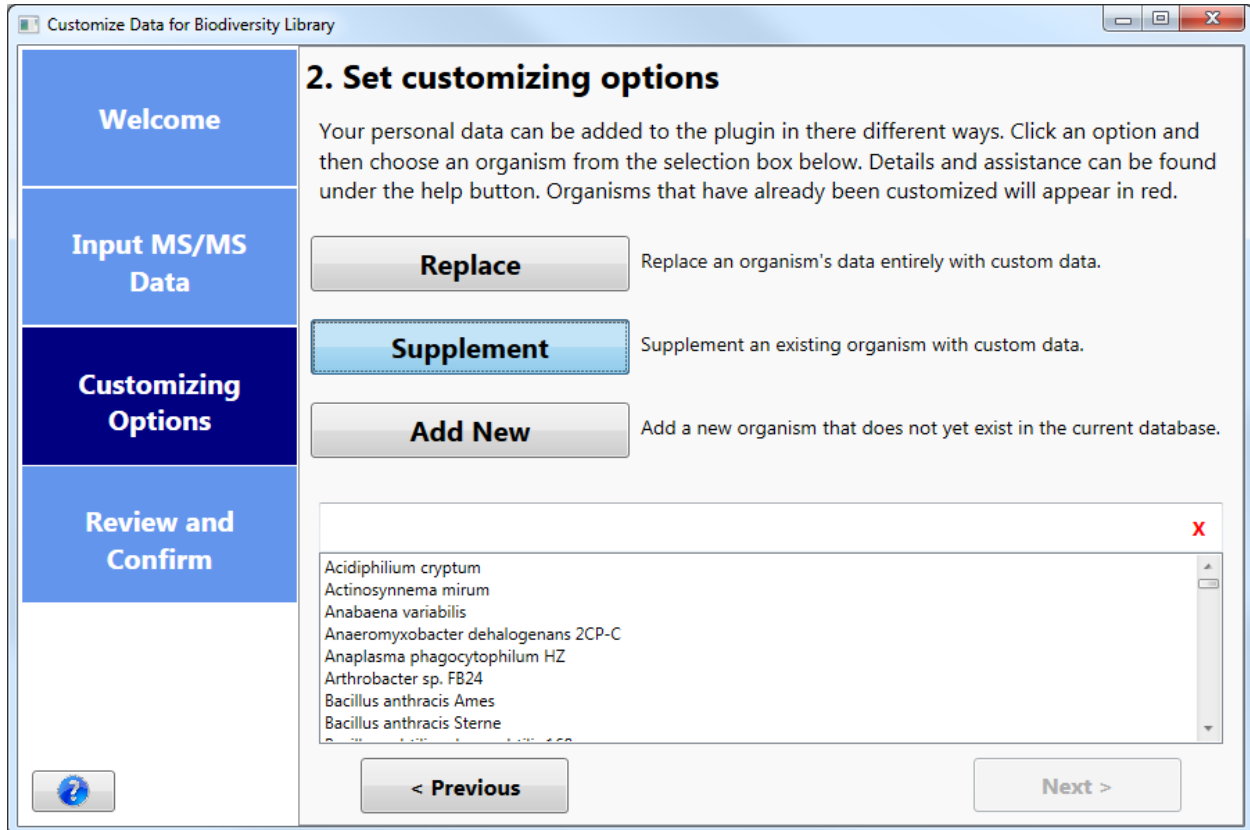 Customize Data for Biodiversity Library
Welcome
Input MS/MS
Data
Customizing
Options
Review and
Confirm
2. Set customizing options
Your personal data can be added to the plugin in there different ways. Click an option and
then choose an organism from the selection box below. Details and assistance can be found
under the help button. Organisms that have already been customized will appear in red.
Replace
Replace an organism's data entirely with custom data.
Supplement
Supplement an existing organism with custom data.
Add New
Add a new organism that does not yet exist in the current database.
X
Acidiphilium cryptum
Actinosynnema mirum
Anabaena variabilis
Anaeromyxobacter dehalogenans 2CP-C
Anaplasma phagocytophilum HZ
Arthrobacter sp. FB24
Bacillus anthracis Ames
Bacillus anthracis Sterne
?
< Previous
Next >